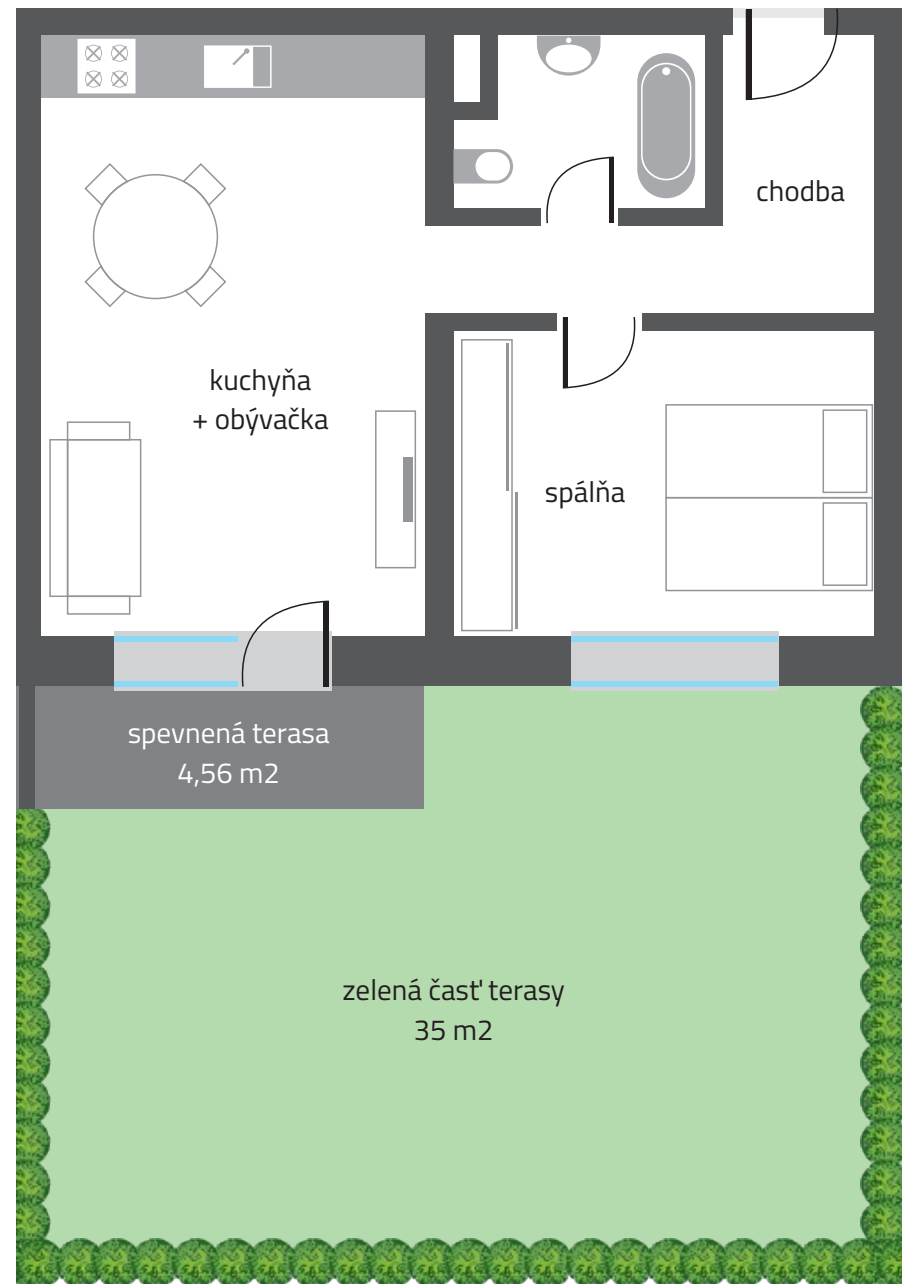 chodba
kuchyňa
+ obývačka
spálňa
spevnená terasa
4,56 m2
zelená časť terasy
35 m2